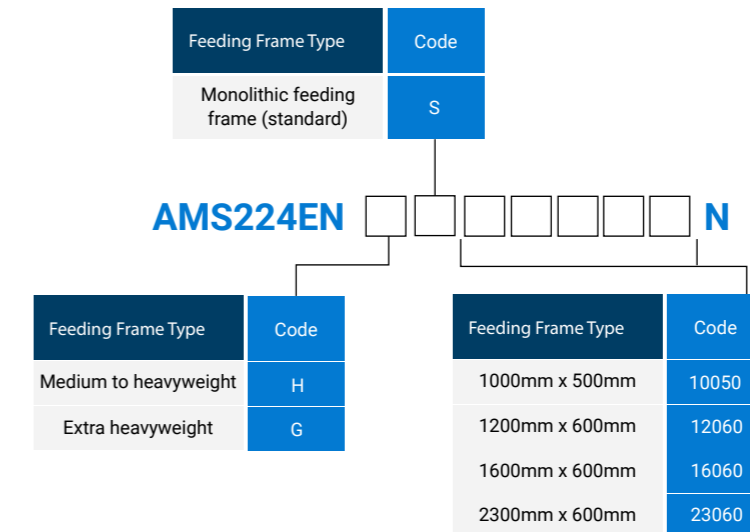 Feeding Frame Type Code
Monolithic feeding
frame (standard) S
AMS224EN N
Feeding Frame Type Code
Medium to heavyweight H
Extra heavyweight G
Feeding Frame Type Code
1000mm x 500mm 10050
1200mm x 600mm 12060
1600mm x 600mm 16060
2300mm x 600mm 23060